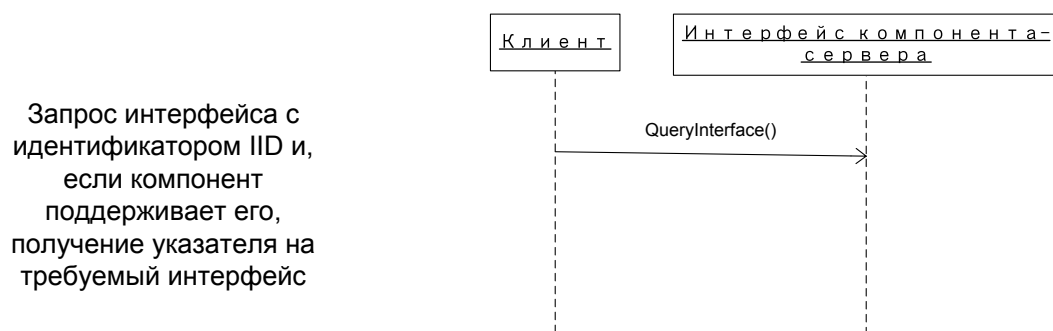 Клиент
Интерфейс компонента-
сервера
Запрос интерфейса с
идентификатором IID и,
если компонент
поддерживает его,
получение указателя на
требуемый интерфейс
QueryInterface()